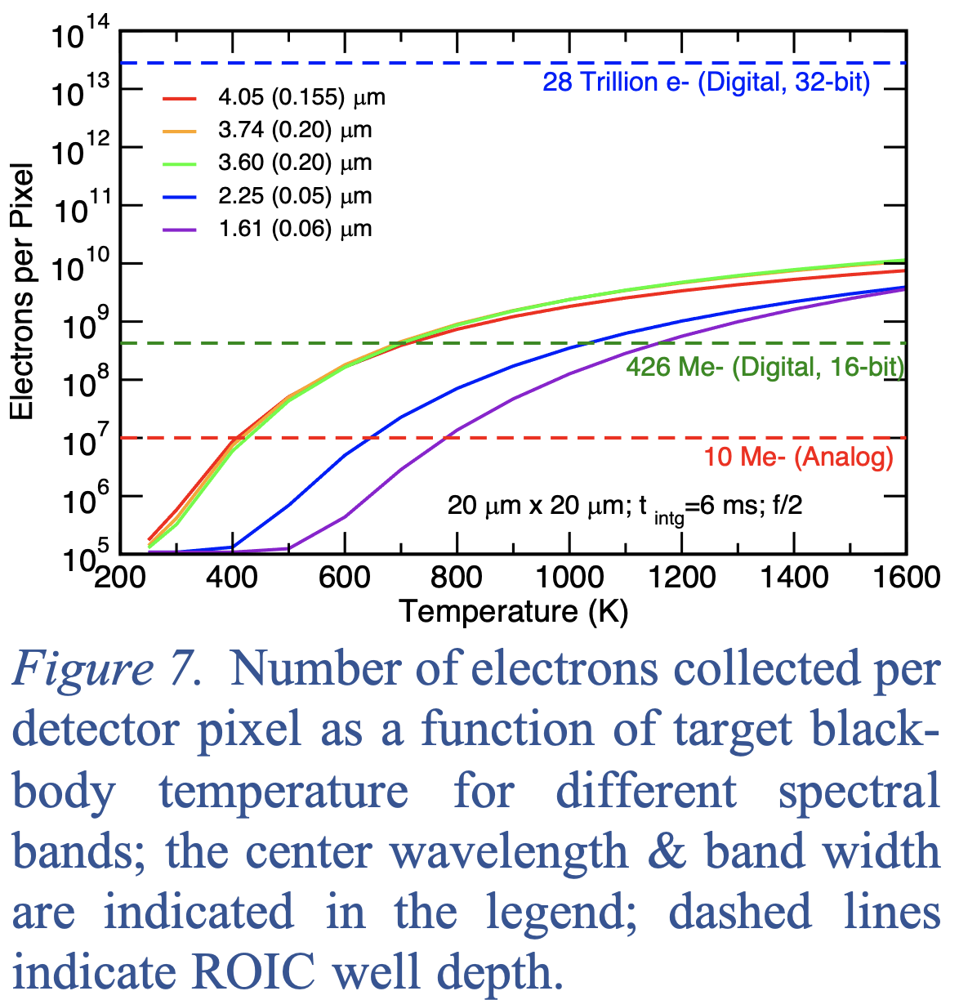 10^14
10^13
10^12
10^11
10^10
10^9
10^8
10^7
10^6
10^5
Electrons per Pixel
28 Trillion e- (Digital, 32-bit)
4.05 (0.155) μm
3.74 (0.20) μm
3.60 (0.20) μm
2.25 (0.05) μm
1.61 (0.06) μm
426 Me- (Digital, 16-bit)
10 Me- (Analog)
20 μm x 20 μm; t intg=6 ms; f/2
200 400 600 800 1000 1200 1400 1600
Temperature (K)
Figure 7. Number of electrons collected per
detector pixel as a function of target black-
body temperature for different spectral
bands; the center wavelength & band width
are indicated in the legend; dashed lines
indicate ROIC well depth.